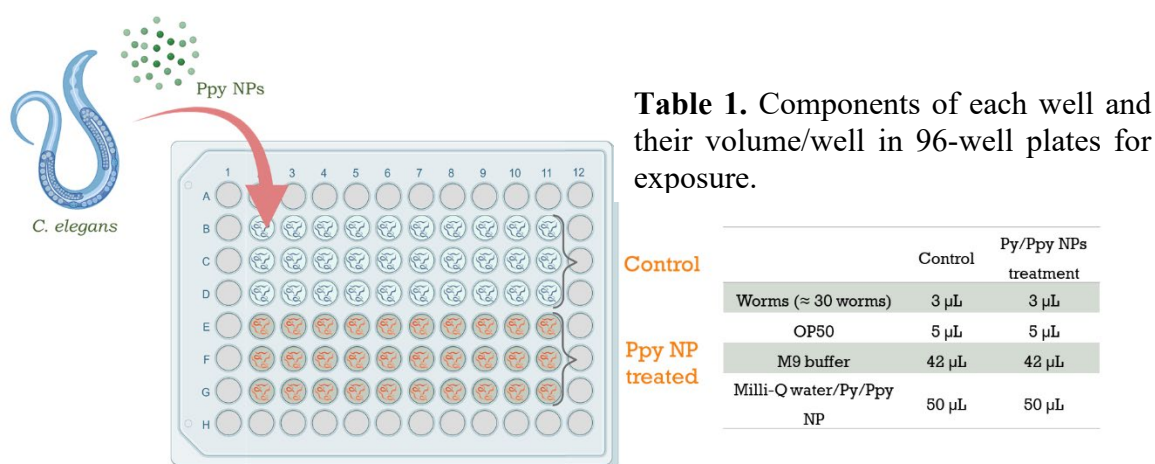 Ppy NPs
C. elegans
1 3 4 5 6 7 8 9 10 11 12
A
B
C
D
E
F
G
H
Control
Ppy NP
treated
Table 1. Components of each well and
their volume/well in 96-well plates for
exposure.
Control Py/Ppy NPs
treatment
Worms (≈ 30 worms) 3 µL 3 µL
OP50 5 µL 5 µL
M9 buffer 42 µL 42 µL
Milli-Q water/Py/Ppy
NP 50 µL 50 µL